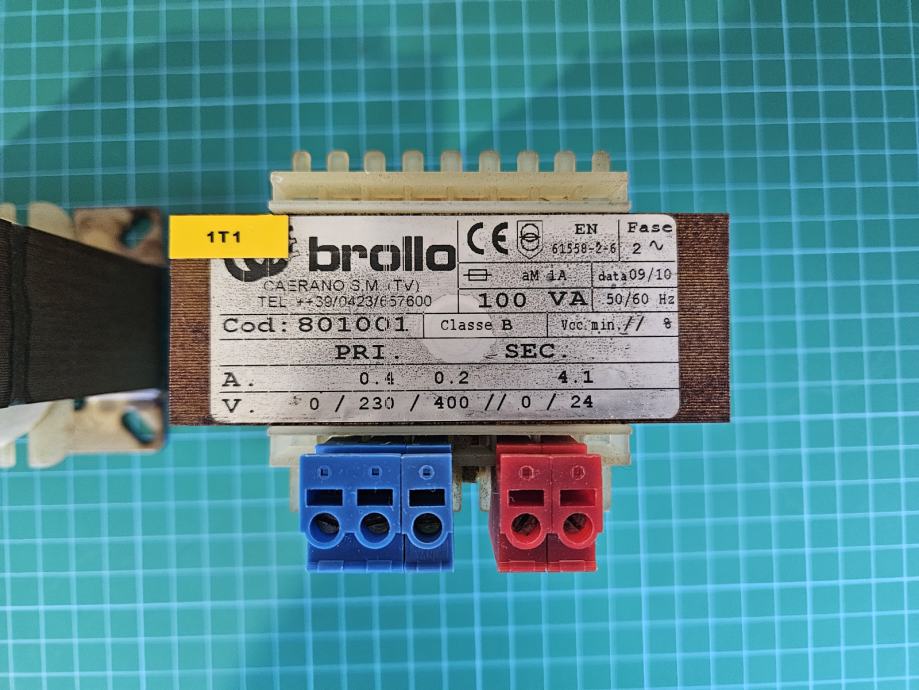 1T1
brollo
CAERANO S.M. (TV)
TEL. ++39/0423/657600
CE
EN
61558-2-6
Fase
2 ~
aM 1A
data 09/10
100 VA
50/60 Hz
Cod: 801001
Classe B
Vcc.min. // %
PRI. SEC.
A. 0.4 0.2 4.1
V. 0 / 230 / 400 // 0 / 24